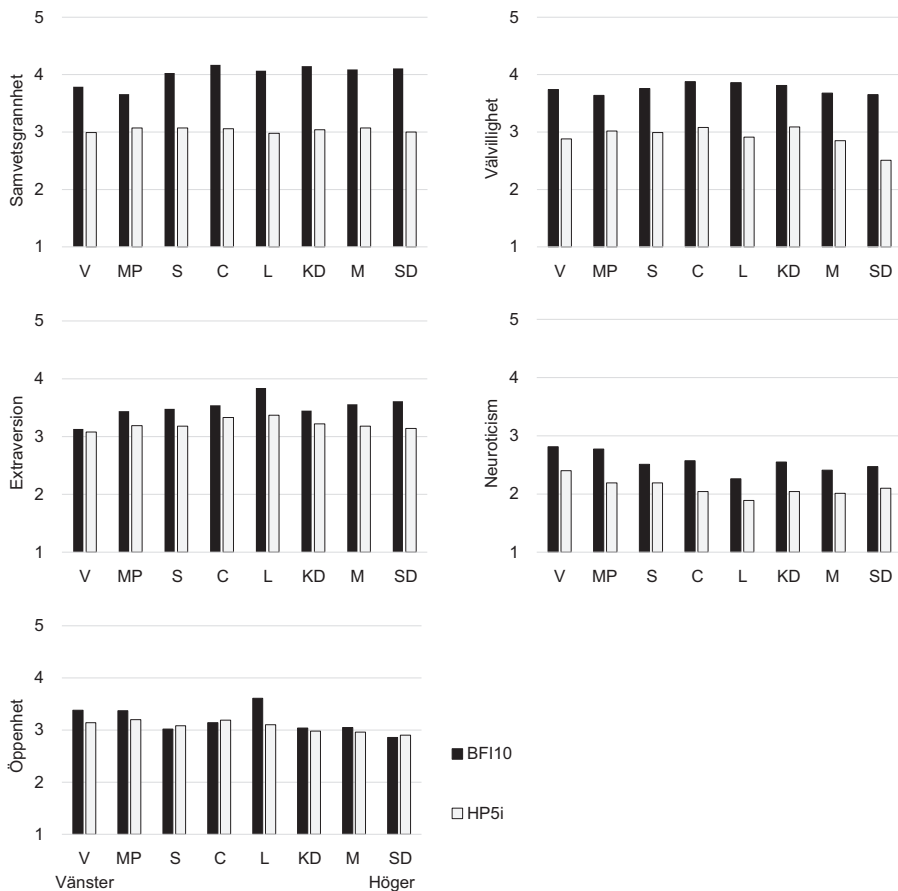 Samvetsgrannhet
5
4
3
2
1
V MP S C L KD M SD
Välvillighet
5
4
3
2
1
V MP S C L KD M SD
Extraversion
5
4
3
2
1
V MP S C L KD M SD
Neuroticism
5
4
3
2
1
V MP S C L KD M SD
Öppenhet
5
4
3
2
1
V MP S C L KD M SD
Vänster Höger
BFI10
HP5i